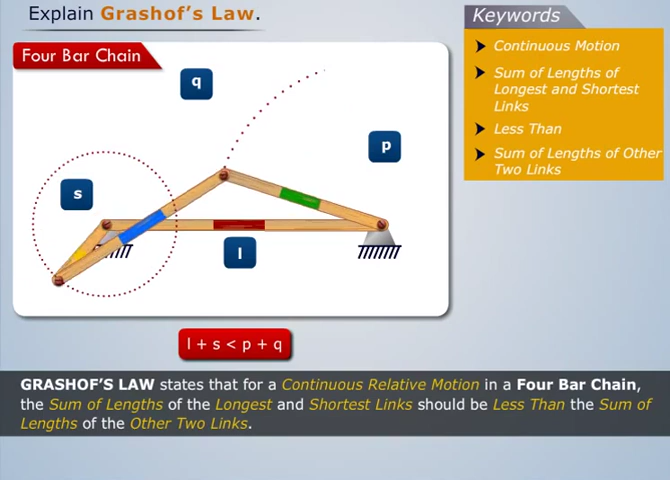 Explain Grashof's Law.
Keywords
Four Bar Chain
q
p
s
l
Continuous Motion
Sum of Lengths of
Longest and Shortest
Links
Less Than
Sum of Lengths of Other
Two Links
l + s < p + q
GRASHOF'S LAW states that for a Continuous Relative Motion in a Four Bar Chain,
the Sum of Lengths of the Longest and Shortest Links should be Less Than the Sum of
Lengths of the Other Two Links.